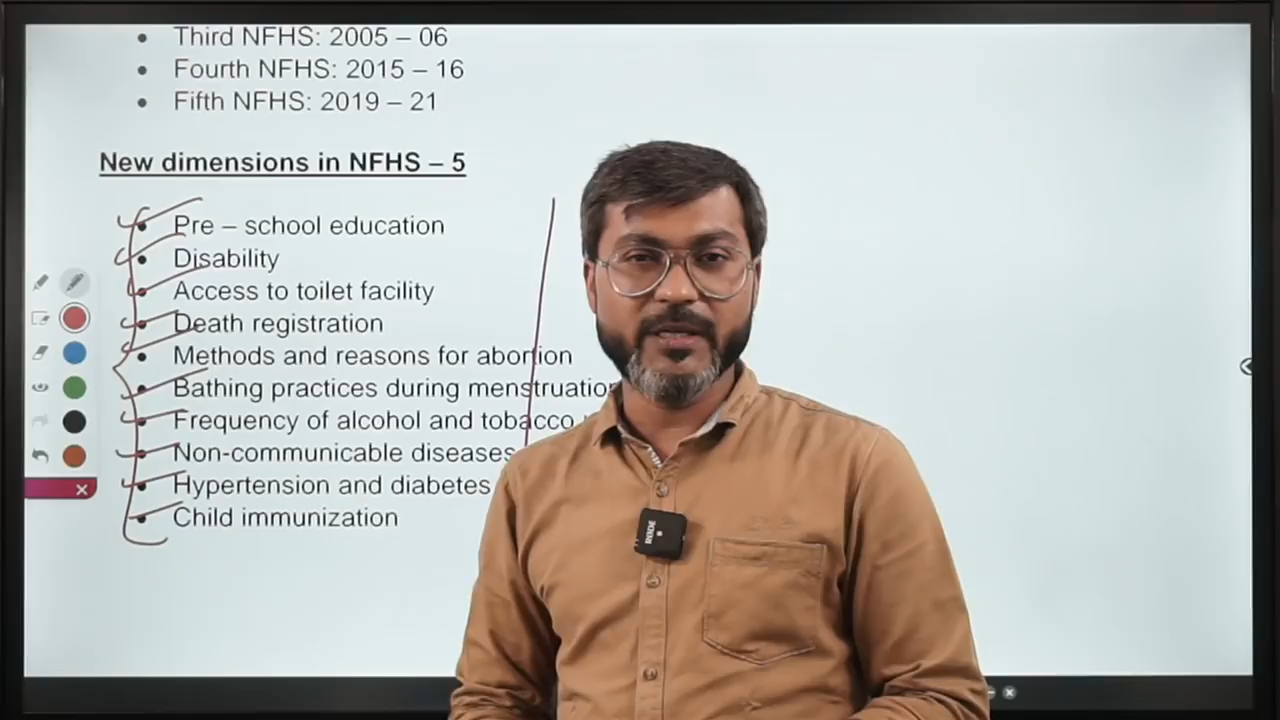 • Third NFHS: 2005 – 06
• Fourth NFHS: 2015 – 16
• Fifth NFHS: 2019 – 21
New dimensions in NFHS – 5
• Pre – school education
• Disability
• Access to toilet facility
• Death registration
• Methods and reasons for abortion
• Bathing practices during
• Frequency of alcohol and tobacco
• Non-communicable diseases
• Hypertension and diabetes
• Child immunization
RODE